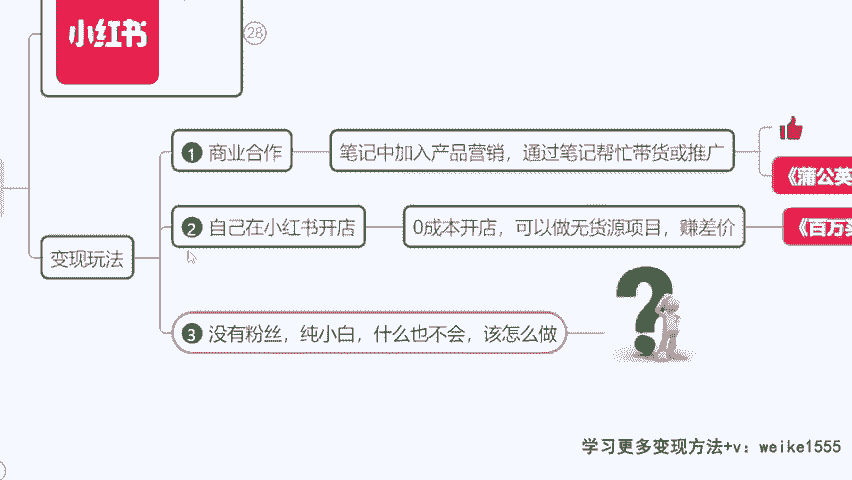 小红书
28
1 商业合作
笔记中加入产品营销，通过笔记帮忙带货或推广
《蒲公英
2 自己在小红书开店
0成本开店，可以做无货源项目，赚差价
《百万
变现玩法
3 没有粉丝，纯小白，什么也不会，该怎么做
?
学习更多变现方法+v：weike1555